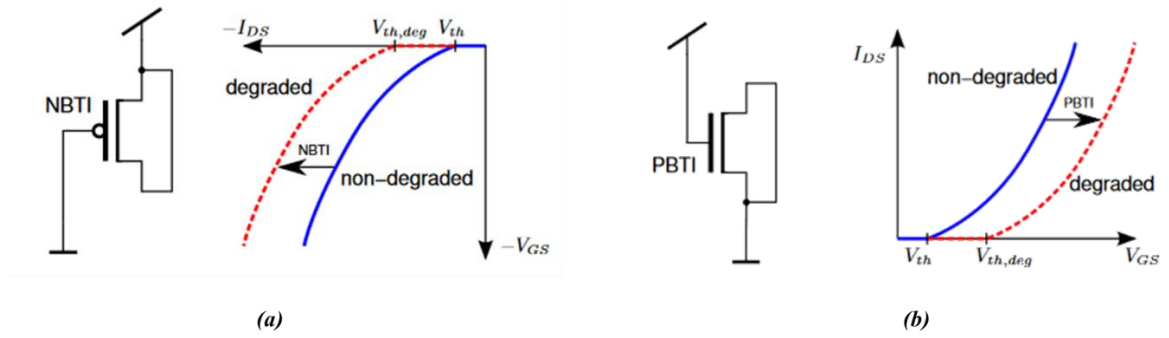 NBTI
−I_DS
V_th,deg
V_th
degraded
NBTI
non−degraded
−V_GS
(a)
PBTI
I_DS
non−degraded
PBTI
degraded
V_th
V_th,deg
V_GS
(b)